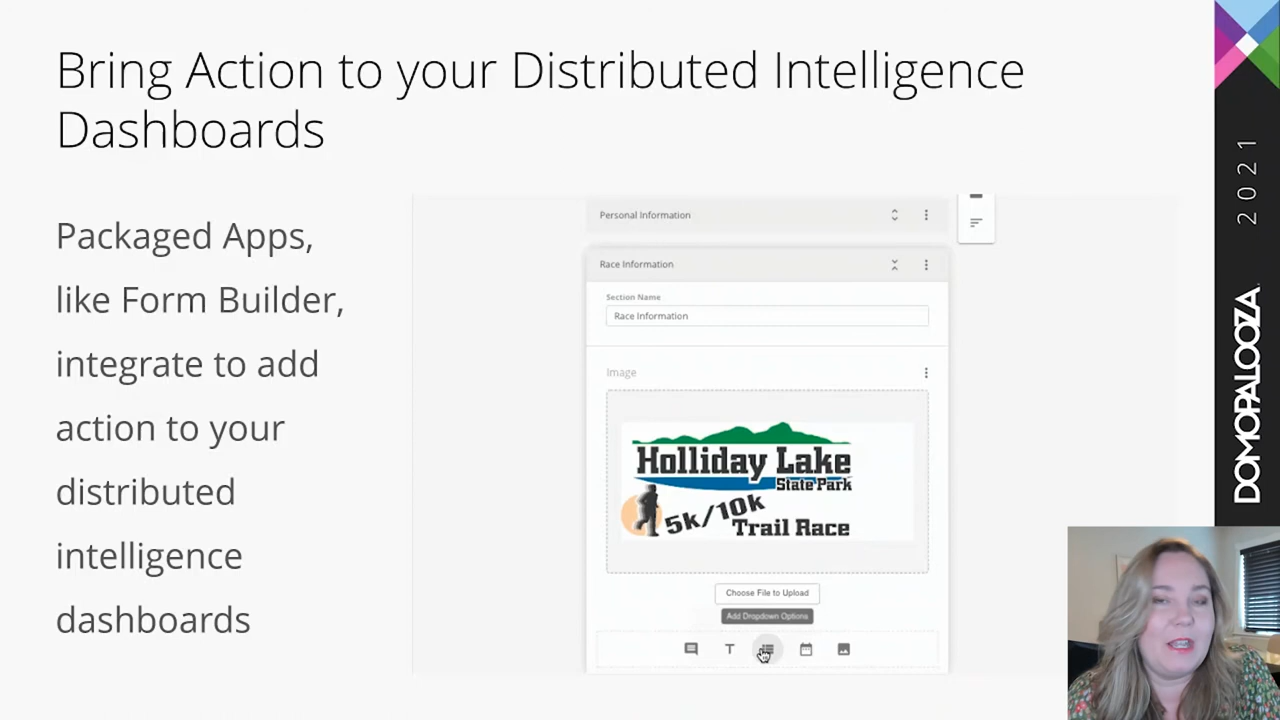 Bring Action to your Distributed Intelligence
Dashboards
Packaged Apps,
like Form Builder,
integrate to add
action to your
distributed
intelligence
dashboards
Personal Information
Race Information
Section Name
Race Information
Image
Holliday Lake
State Park
5k/10k
Trail Race
Choose File to Upload
Add Dropdown Options
T
2021
DOMOPALOOZA